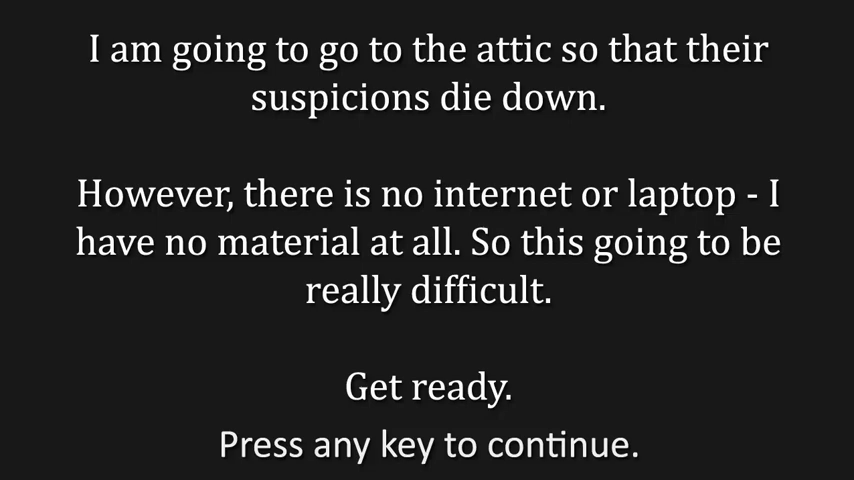 I am going to go to the attic so that their
suspicions die down.
However, there is no internet or laptop - I
have no material at all. So this going to be
really difficult.
Get ready.
Press any key to continue.